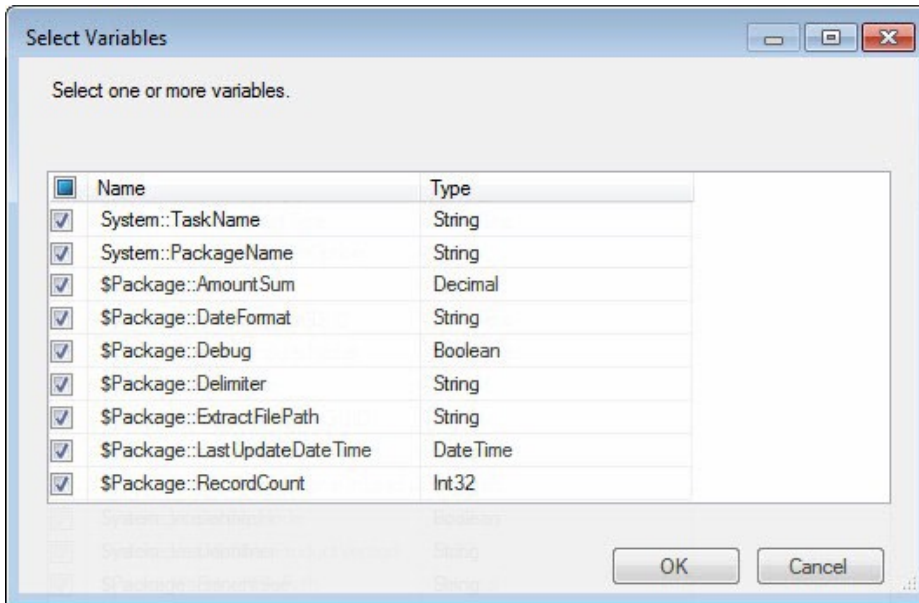 Select Variables
Select one or more variables.
Name Type
System::TaskName String
System::PackageName String
$Package::AmountSum Decimal
$Package::DateFormat String
$Package::Debug Boolean
$Package::Delimiter String
$Package::ExtractFilePath String
$Package::LastUpdateDateTime DateTime
$Package::RecordCount Int32
OK Cancel